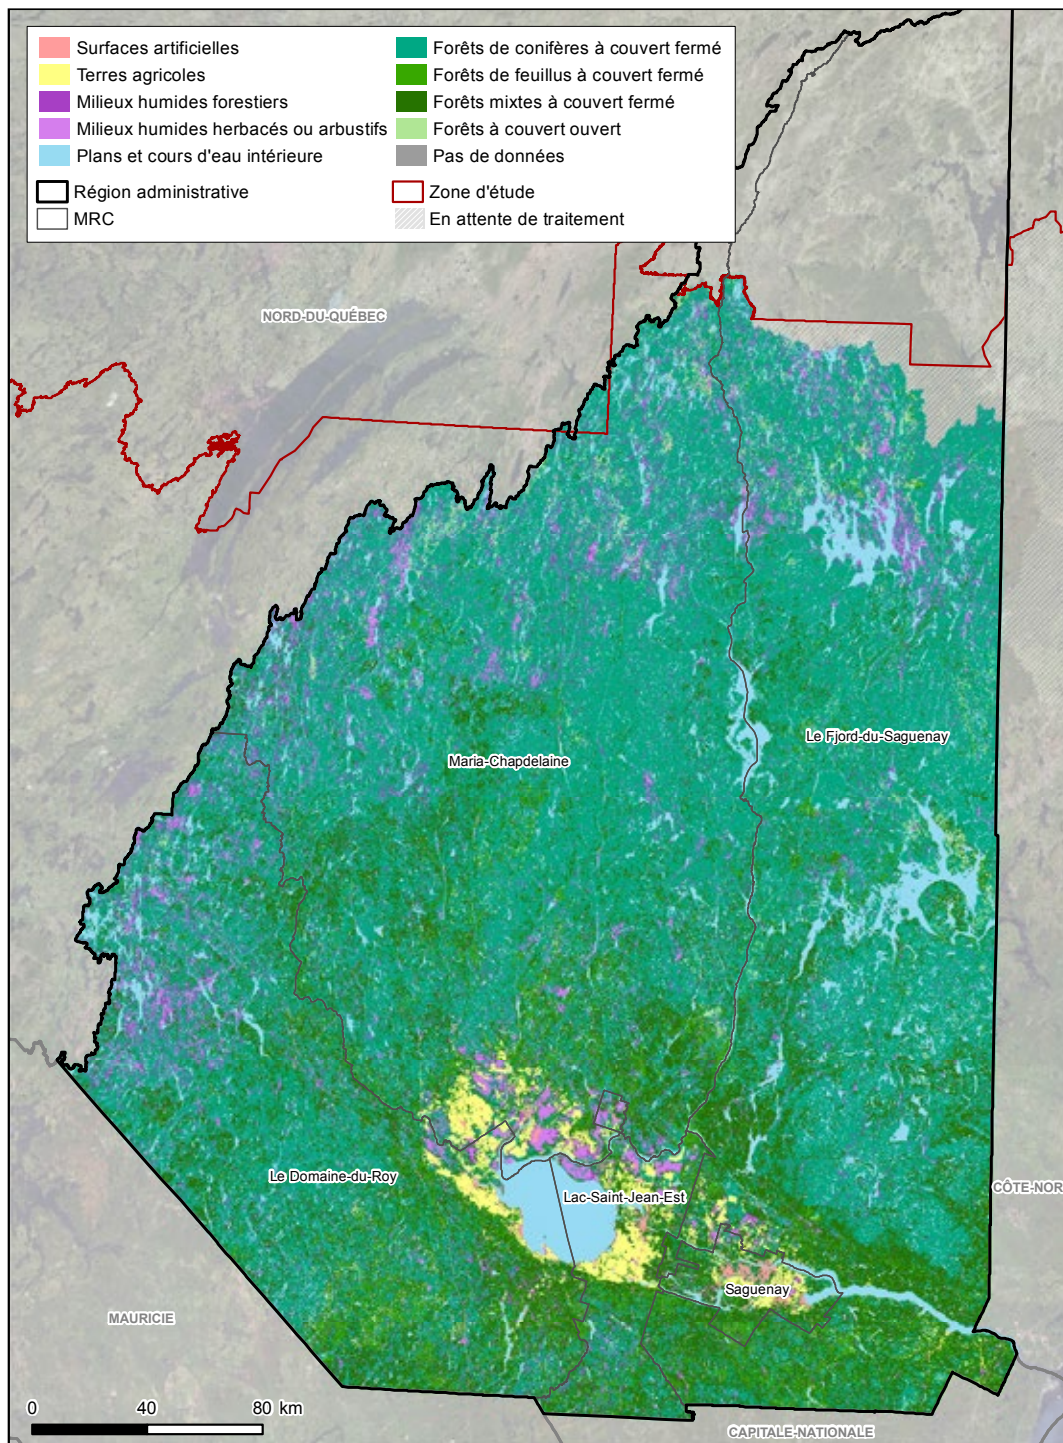 Surfaces artificielles
Terres agricoles
Milieux humides forestiers
Milieux humides herbacés ou arbustifs
Plans et cours d'eau intérieure
Région administrative
MRC
Forêts de conifères à couvert fermé
Forêts de feuillus à couvert fermé
Forêts mixtes à couvert fermé
Forêts à couvert ouvert
Pas de données
Zone d'étude
En attente de traitement
NORD-DU-QUÉBEC
Le Fjord-du-Saguenay
Maria-Chapdelaine
Le Domaine-du-Roy
Lac-Saint-Jean-Est
CÔTE-NOR
Saguenay
MAURICIE
0 40 80 km
CAPITALE-NATIONALE